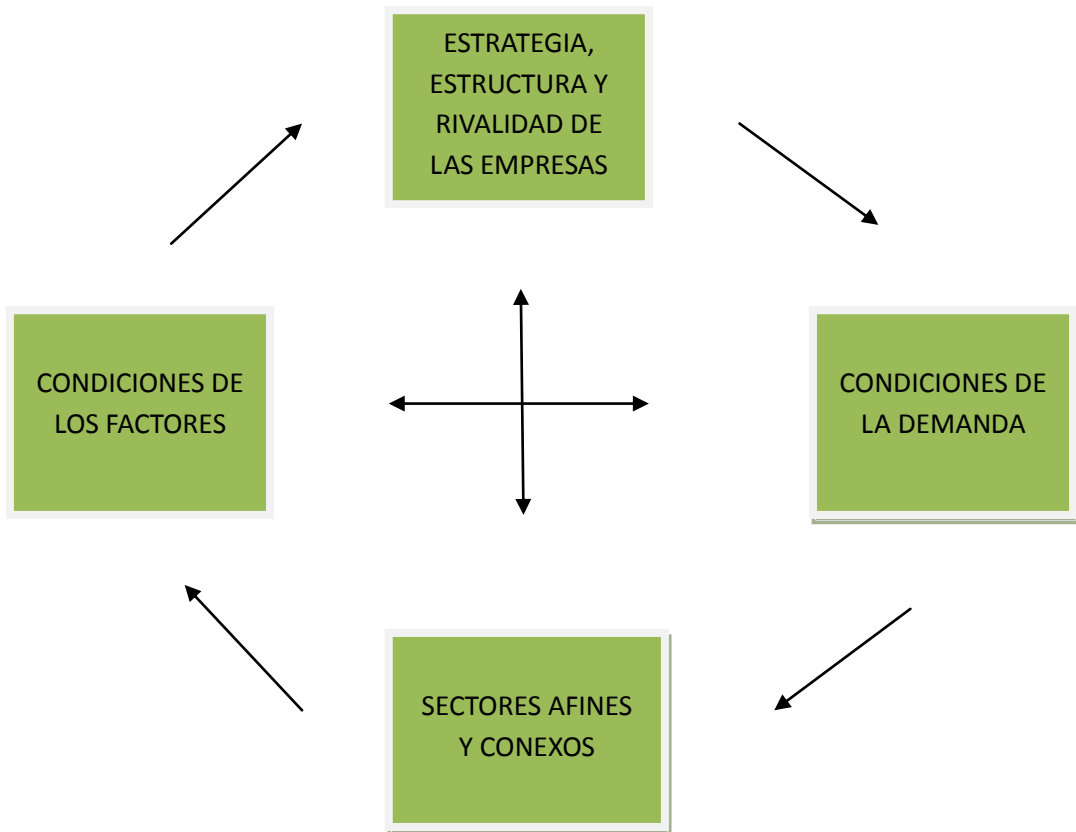 ESTRATEGIA,
ESTRUCTURA Y
RIVALIDAD DE
LAS EMPRESAS
CONDICIONES DE
LOS FACTORES
CONDICIONES DE
LA DEMANDA
SECTORES AFINES
Y CONEXOS